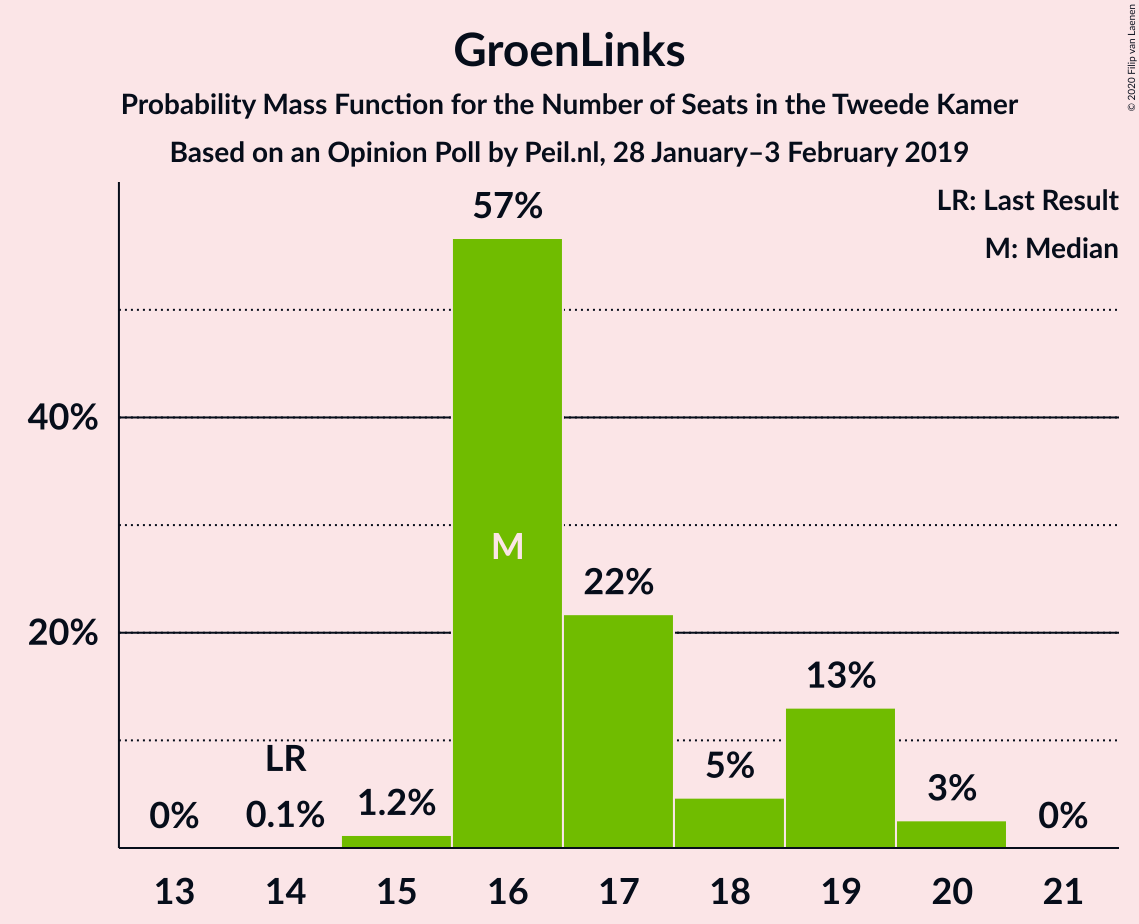 GroenLinks
Probability Mass Function for the Number of Seats in the Tweede Kamer
Based on an Opinion Poll by Peil.nl, 28 January–3 February 2019
© 2020 Filip van Laenen
LR: Last Result
M: Median
57%
40%
M
22%
20%
13%
LR
5%
3%
1.2%
0% 0.1% 0%
13 14 15 16 17 18 19 20 21